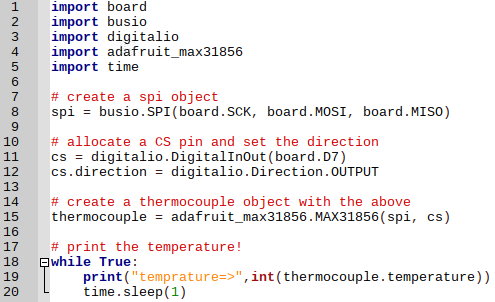 1 import board
2 import busio
3 import digitalio
4 import adafruit_max31856
5 import time
6
7 # create a spi object
8 spi = busio.SPI(board.SCK, board.MOSI, board.MISO)
9
10 # allocate a CS pin and set the direction
11 cs = digitalio.DigitalInOut(board.D7)
12 cs.direction = digitalio.Direction.OUTPUT
13
14 # create a thermocouple object with the above
15 thermocouple = adafruit_max31856.MAX31856(spi, cs)
16
17 # print the temperature!
18 while True:
19     print("temprature=>",int(thermocouple.temperature))
20     time.sleep(1)